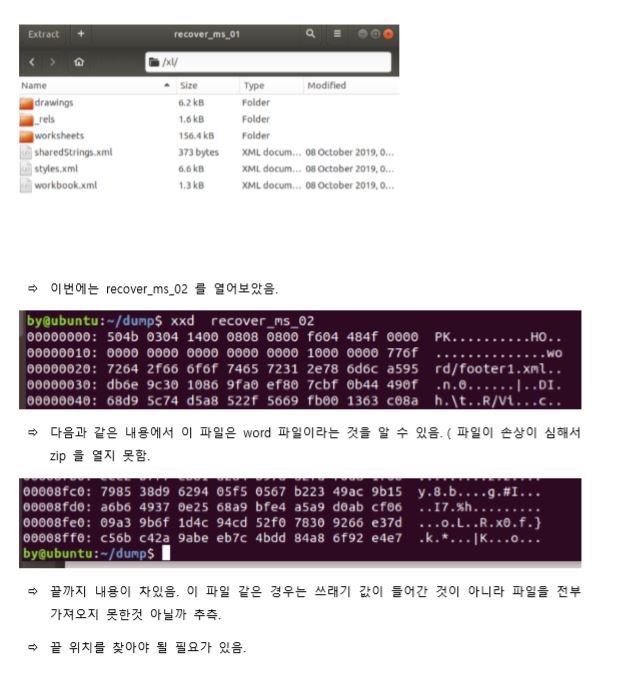 Extract + recover_ms_01
/xl/
Name Size Type Modified
drawings 6.2 kB Folder
_rels 1.6 kB Folder
worksheets 156.4 kB Folder
sharedStrings.xml 373 bytes XML docum... 08 October 2019, 0...
styles.xml 6.6 kB XML docum... 08 October 2019, 0...
workbook.xml 1.3 kB XML docum... 08 October 2019, 0...
⇨ 이번에는 recover_ms_02 를 열어보았음.
by@ubuntu:~/dump$ xxd recover_ms_02
00000000: 504b 0304 1400 0808 0800 f604 484f 0000 PK..........HO..
00000010: 0000 0000 0000 0000 0000 1000 0000 776f ..............wo
00000020: 7264 2f66 6f6f 7465 7231 2e78 6d6c a595 rd/footer1.xml..
00000030: db6e 9c30 1086 9fa0 ef80 7cbf 0b44 490f .n.0......|..DI.
00000040: 68d9 5c74 d5a8 522f 5669 fb00 1363 c08a h.\t..R/Vi...c..
⇨ 다음과 같은 내용에서 이 파일은 word 파일이라는 것을 알 수 있음. ( 파일이 손상이 심해서
zip 을 열지 못함.
00008fc0: 7985 38d9 6294 05f5 0567 b223 49ac 9b15 y.8.b....g.#I...
00008fd0: a6b6 4937 0e25 68a9 bfe4 a5a9 d0ab cf06 ..I7.%h.........
00008fe0: 09a3 9b6f 1d4c 94cd 52f0 7830 9266 e37d ...o.L..R.x0.f.}
00008ff0: c56b c42a 9abe eb7c 4bdd 84a8 6f92 e4e7 .k.*...|K...o...
by@ubuntu:~/dump$
⇨ 끝까지 내용이 차있음. 이 파일 같은 경우는 쓰래기 값이 들어간 것이 아니라 파일을 전부
가져오지 못한것 아닐까 추측.
⇨ 끝 위치를 찾아야 될 필요가 있음.